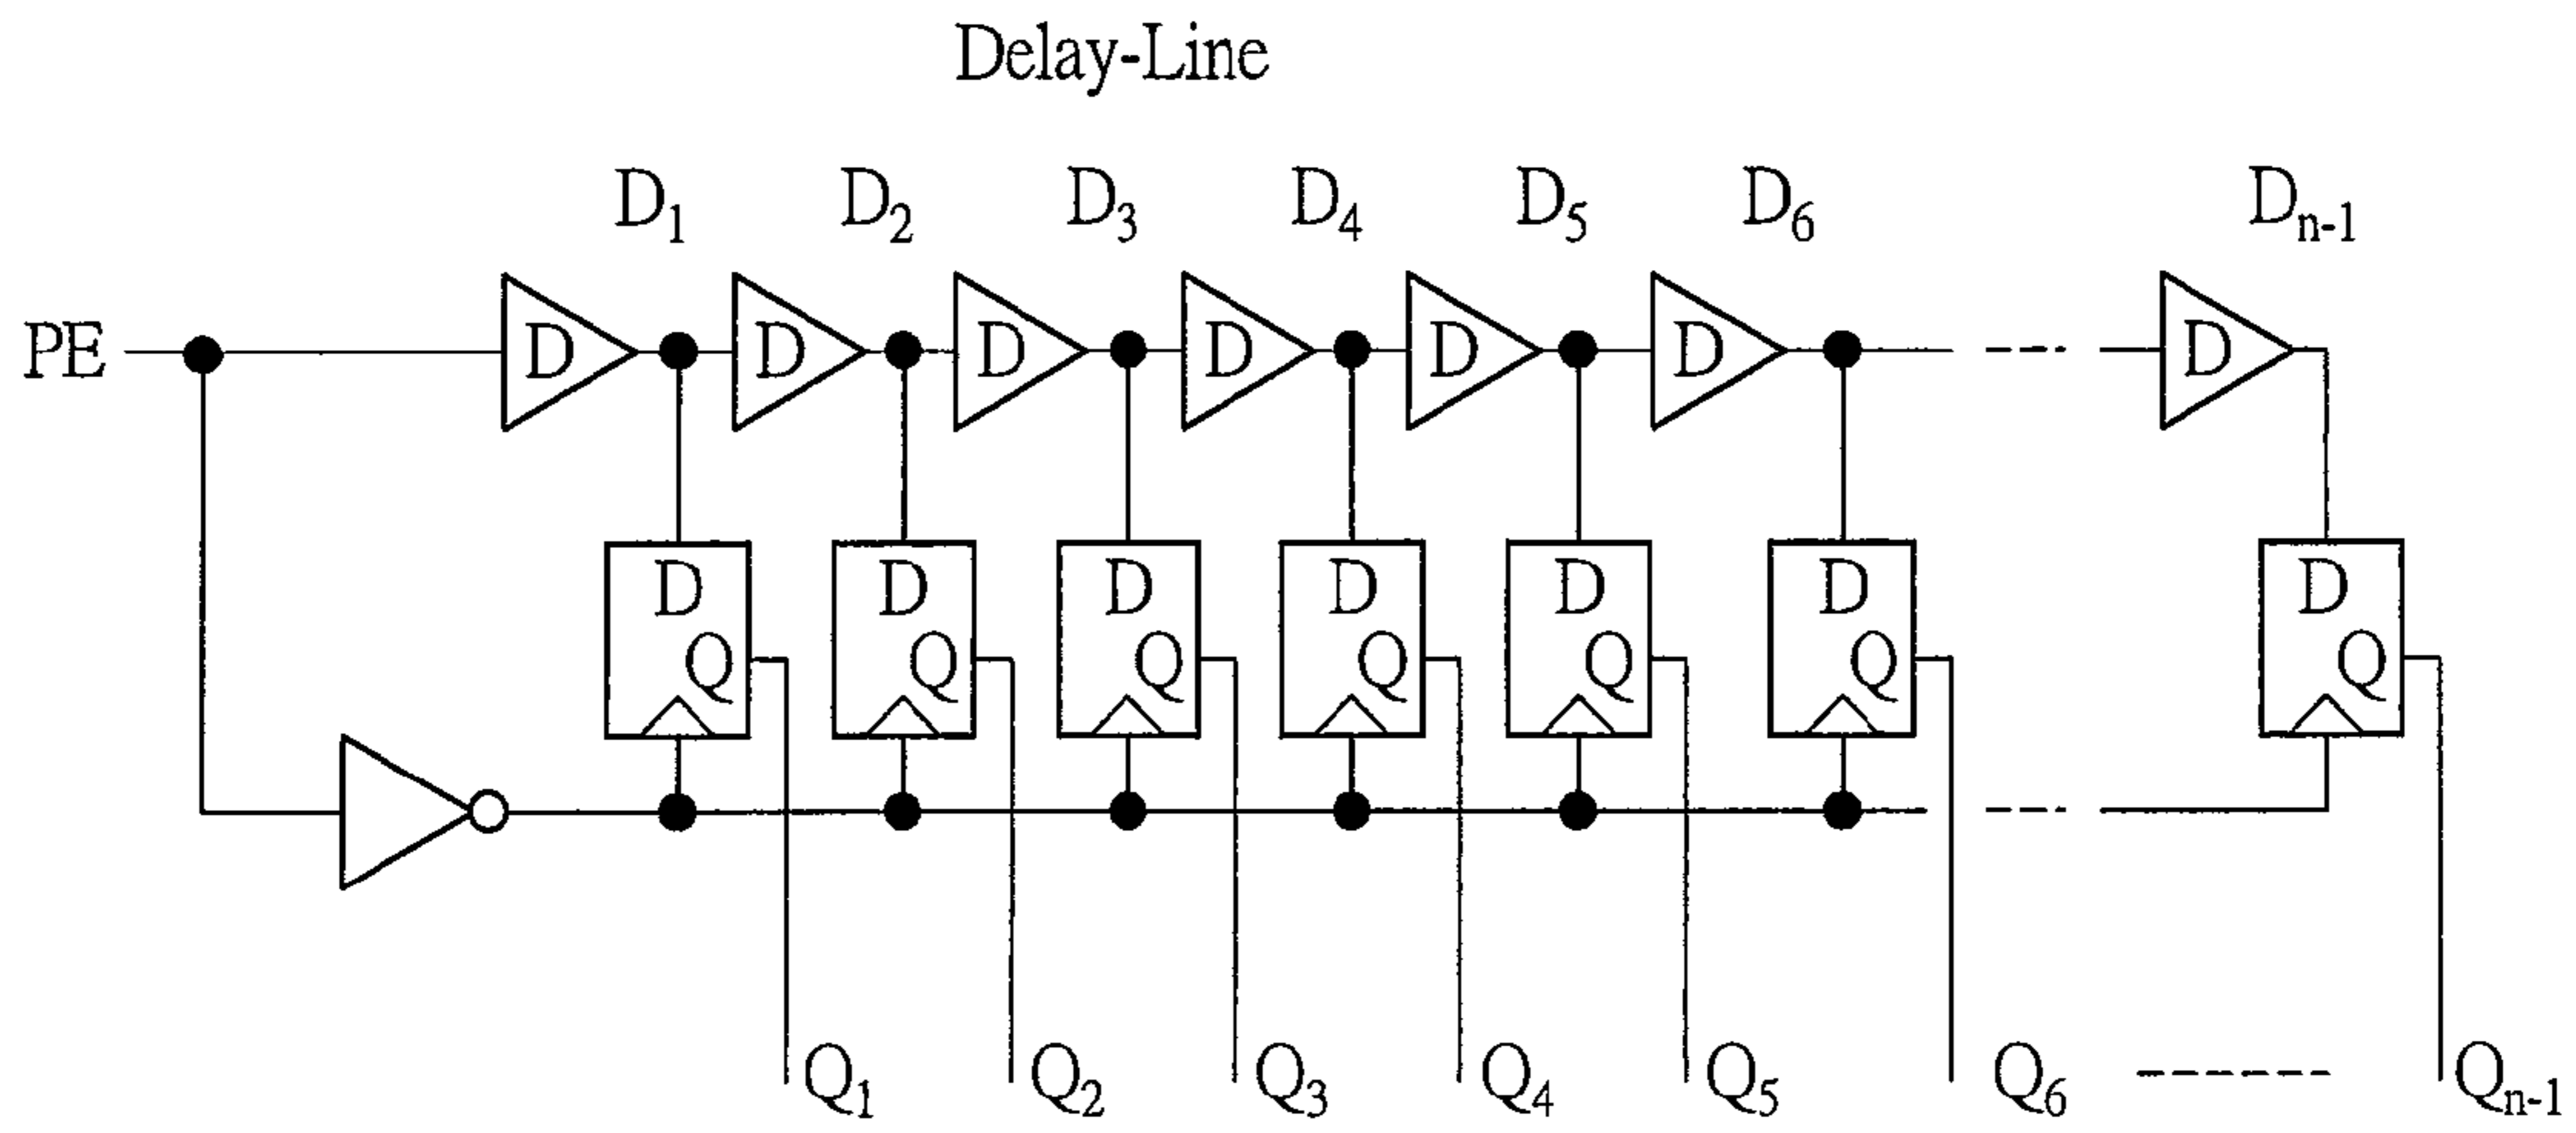 Delay-Line
D₁ D₂ D₃ D₄ D₅ D₆ Dₙ₋₁
PE D D D D D D D
D D D D D D D
Q Q Q Q Q Q Q
Q₁ Q₂ Q₃ Q₄ Q₅ Q₆ Qₙ₋₁